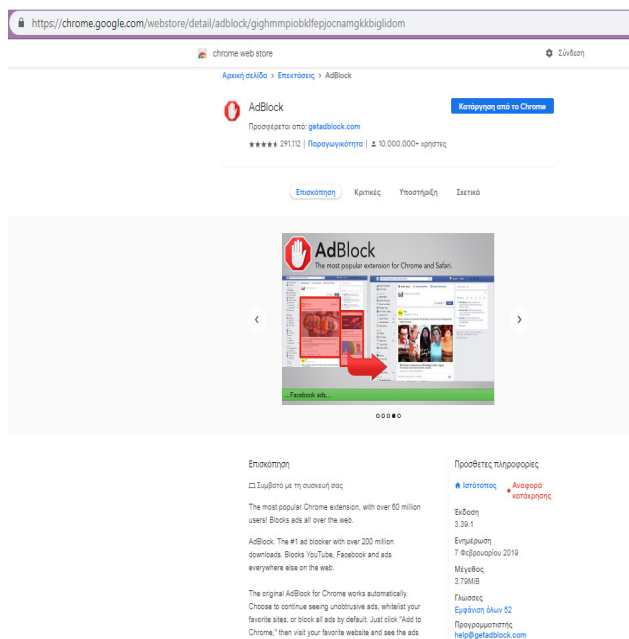 https://chrome.google.com/webstore/detail/adblock/gighmmpiobklfepjocnamgkkbiglidom
chrome web store
Σύνδεση
Αρχική σελίδα > Επεκτάσεις > AdBlock
AdBlock
Κατάργηση από το Chrome
Προσφέρεται από: getadblock.com
291.112 | Παραγωγικότητα | 10.000.000+ χρήστες
Επισκόπηση Κριτικές Υποστήριξη Σχετικά
AdBlock
The most popular extension for Chrome and Safari.
...Facebook ads...
Επισκόπηση
Συμβατό με τη συσκευή σας
The most popular Chrome extension, with over 60 million
users! Blocks ads all over the web.
AdBlock. The #1 ad blocker with over 200 million
downloads. Blocks YouTube, Facebook and ads
everywhere else on the web.
The original AdBlock for Chrome works automatically.
Choose to continue seeing unobtrusive ads, whitelist your
favorite sites, or block all ads by default. Just click "Add to
Chrome," then visit your favorite website and see the ads
Πρόσθετες πληροφορίες
Ιστότοπος
Αναφορά
κατάχρησης
Έκδοση
3.39.1
Ενημέρωση
7 Φεβρουαρίου 2019
Μέγεθος
3.79MiB
Γλώσσες
Εμφάνιση όλων 52
Προγραμματιστής
help@getadblock.com